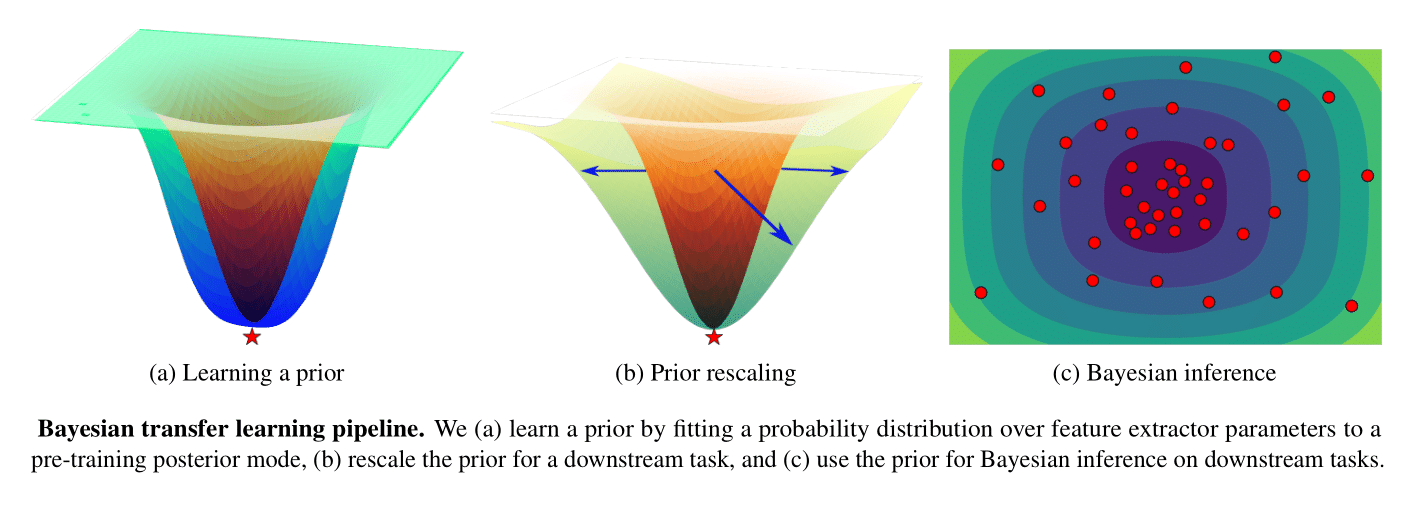 (a) Learning a prior
(b) Prior rescaling
(c) Bayesian inference
Bayesian transfer learning pipeline. We (a) learn a prior by fitting a probability distribution over feature extractor parameters to a
pre-training posterior mode, (b) rescale the prior for a downstream task, and (c) use the prior for Bayesian inference on downstream tasks.